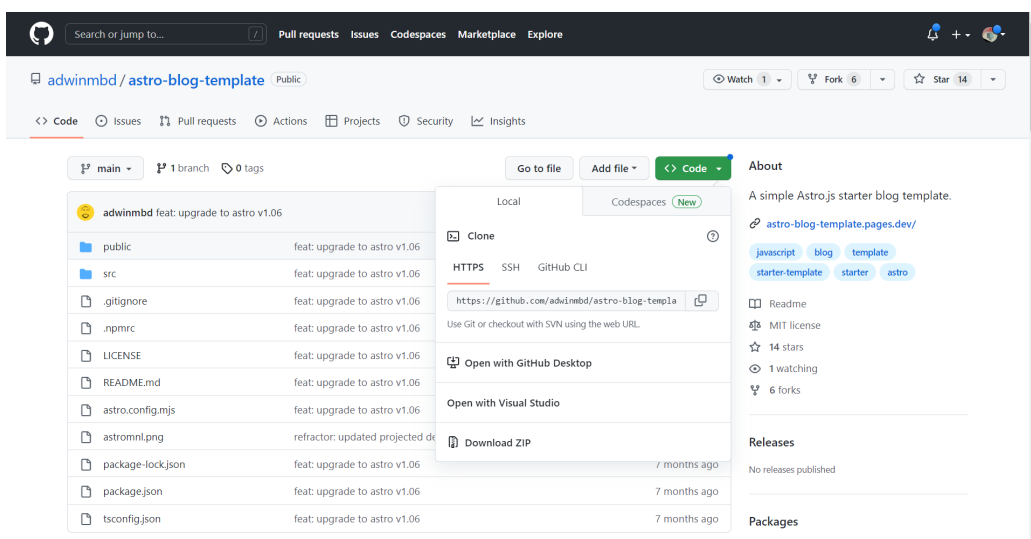 Search or jump to... / Pull requests Issues Codespaces Marketplace Explore
adwinmbd / astro-blog-template Public Watch 1 Fork 6 Star 14
Code Issues Pull requests Actions Projects Security Insights
main 1 branch 0 tags Go to file Add file Code
About
A simple Astro.js starter blog template.
astro-blog-template.pages.dev/
javascript blog template
starter-template starter astro
Readme
MIT license
14 stars
1 watching
6 forks
Releases
No releases published
Packages
Local Codespaces New
Clone
HTTPS SSH GitHub CLI
https://github.com/adwinmbd/astro-blog-templa
Use Git or checkout with SVN using the web URL.
Open with GitHub Desktop
Open with Visual Studio
Download ZIP
adwinmbd feat: upgrade to astro v1.06
public feat: upgrade to astro v1.06
src feat: upgrade to astro v1.06
.gitignore feat: upgrade to astro v1.06
.npmrc feat: upgrade to astro v1.06
LICENSE feat: upgrade to astro v1.06
README.md feat: upgrade to astro v1.06
astro.config.mjs feat: upgrade to astro v1.06
astromnl.png refractor: updated projected de
package-lock.json feat: upgrade to astro v1.06 7 months ago
package.json feat: upgrade to astro v1.06 7 months ago
tsconfig.json feat: upgrade to astro v1.06 7 months ago